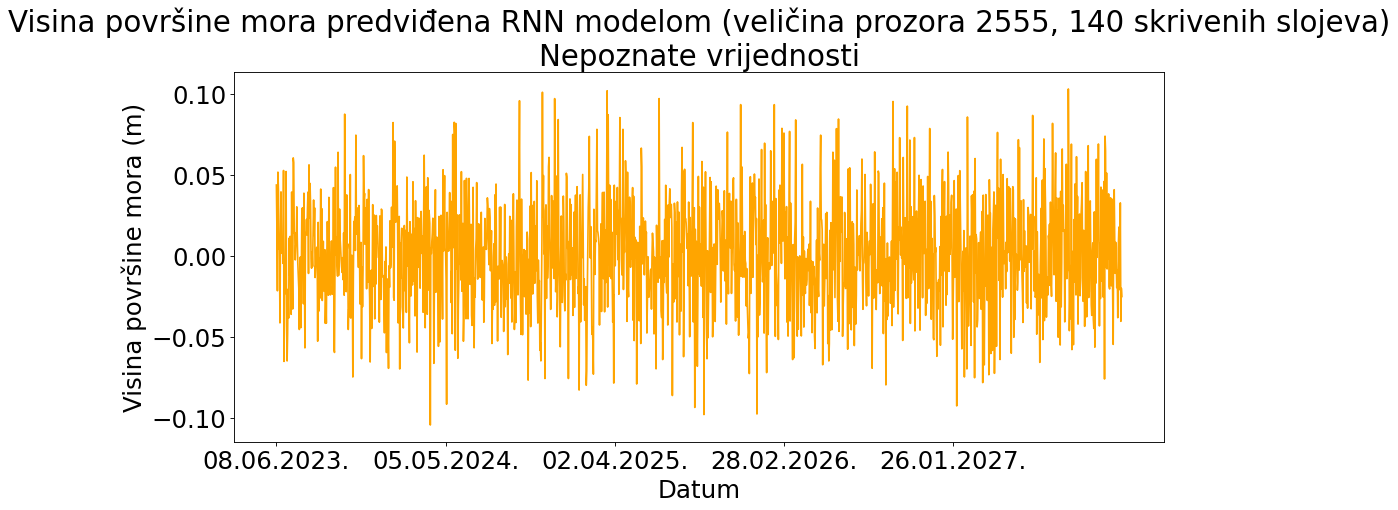 Visina površine mora predviđena RNN modelom (veličina prozora 2555, 140 skrivenih slojeva)
Nepoznate vrijednosti
Visina površine mora (m)
0.10
0.05
0.00
−0.05
−0.10
08.06.2023. 05.05.2024. 02.04.2025. 28.02.2026. 26.01.2027.
Datum